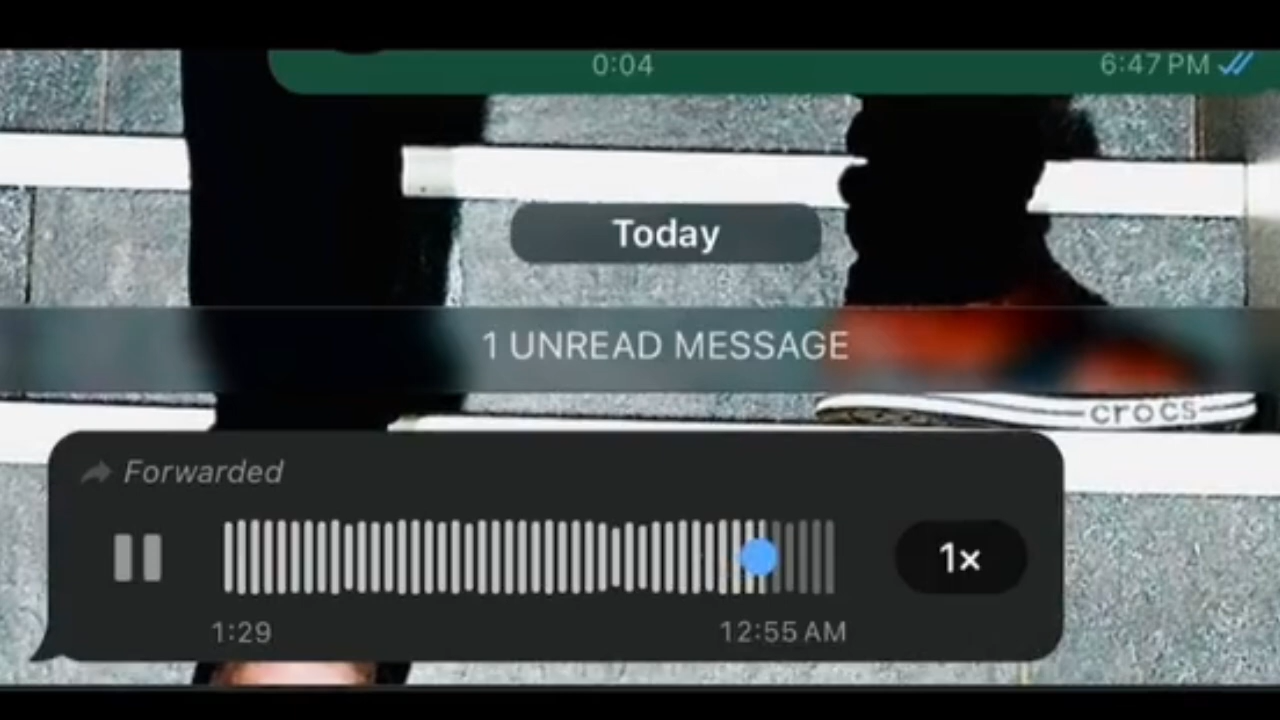 0:04
6:47 PM
Today
1 UNREAD MESSAGE
crocs
Forwarded
1×
1:29
12:55 AM